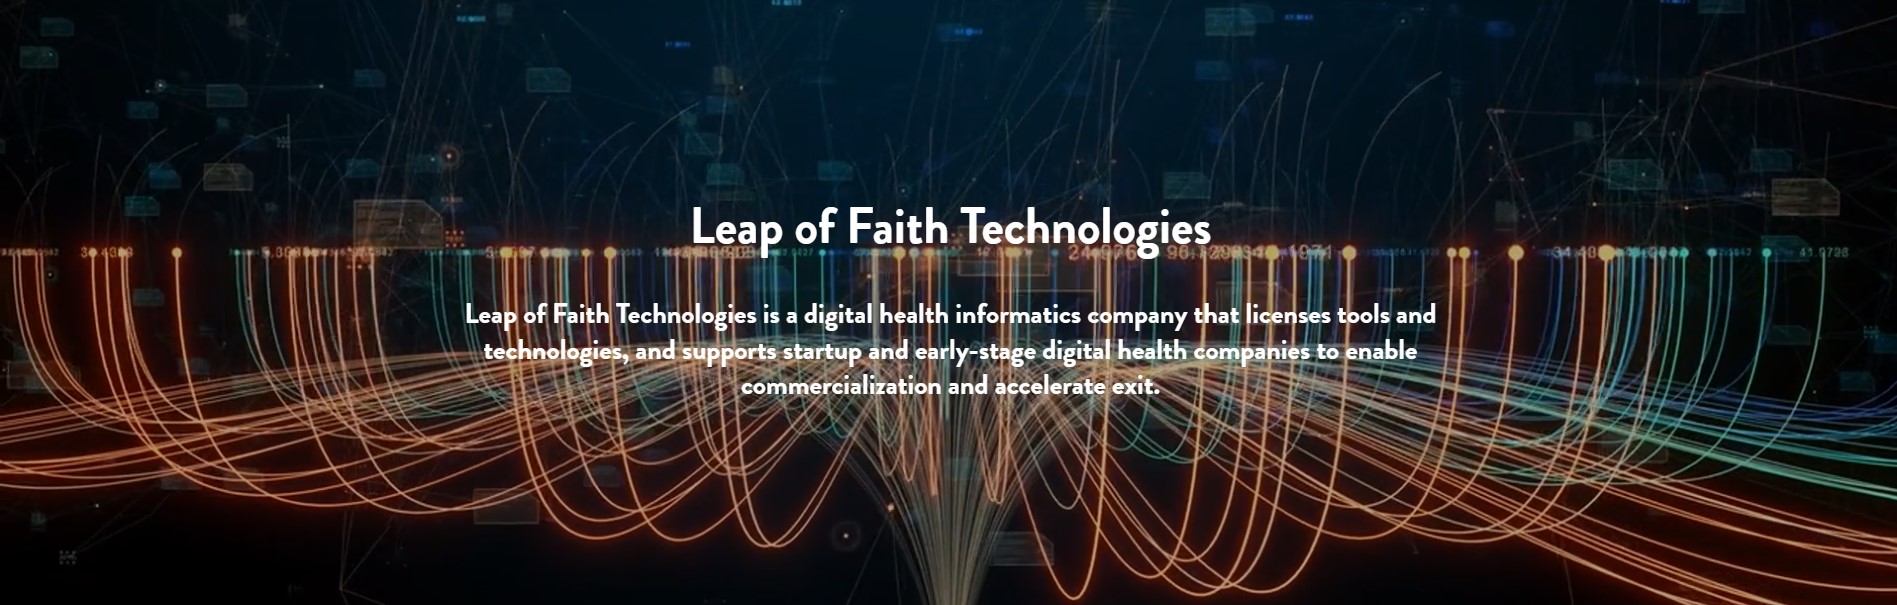 Leap of Faith Technologies
Leap of Faith Technologies is a digital health informatics company that licenses tools and
technologies, and supports startup and early-stage digital health companies to enable
commercialization and accelerate exit.